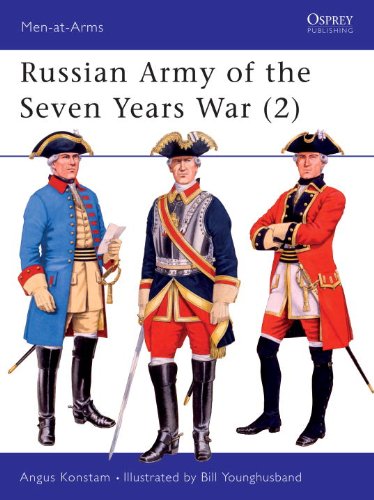 Men-at-Arms
OSPREY
PUBLISHING
Russian Army of the
Seven Years War (2)
Angus Konstam • Illustrated by Bill Younghusband